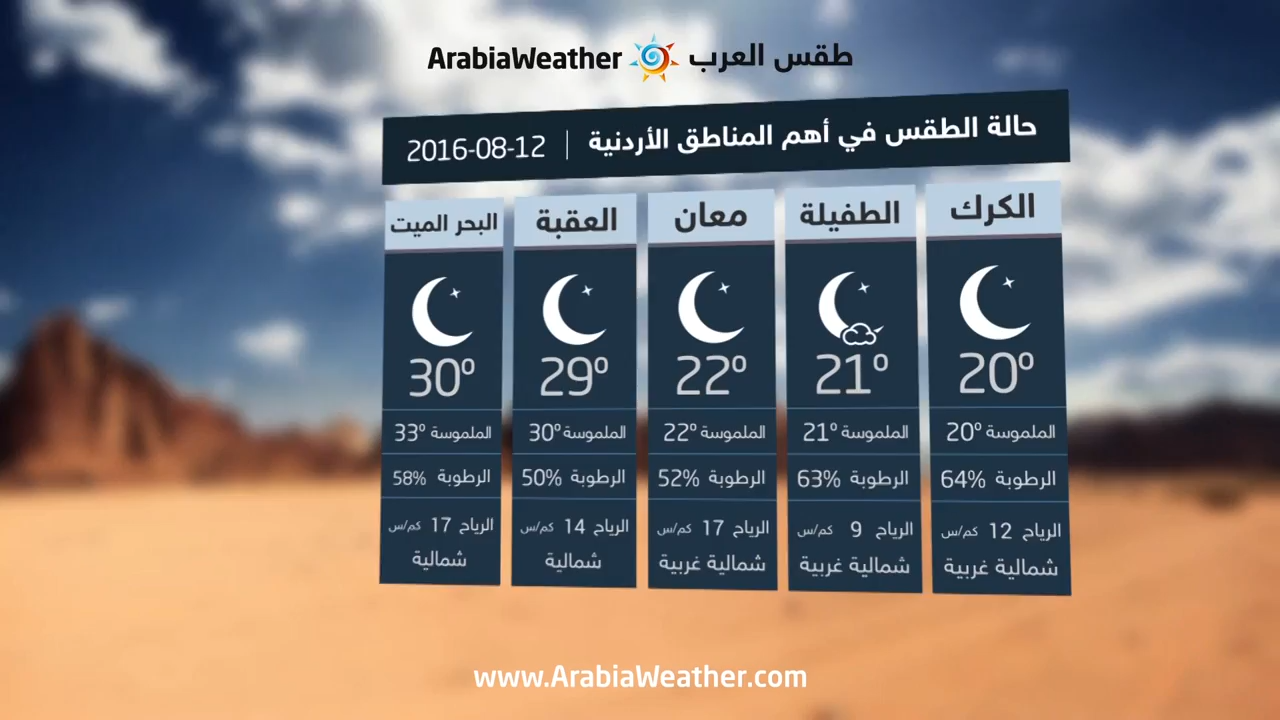 ArabiaWeather طقس العرب
حالة الطقس في أهم المناطق الأردنية | 2016-08-12
الكرك
20º
الملموسة 20º
الرطوبة 64%
الرياح 12 كم/س
شمالية غربية
الطفيلة
21º
الملموسة 21º
الرطوبة 63%
الرياح 9 كم/س
شمالية غربية
معان
22º
الملموسة 22º
الرطوبة 52%
الرياح 17 كم/س
شمالية غربية
العقبة
29º
الملموسة 30º
الرطوبة 50%
الرياح 14 كم/س
شمالية
البحر الميت
30º
الملموسة 33º
الرطوبة 58%
الرياح 17 كم/س
شمالية
www.ArabiaWeather.com